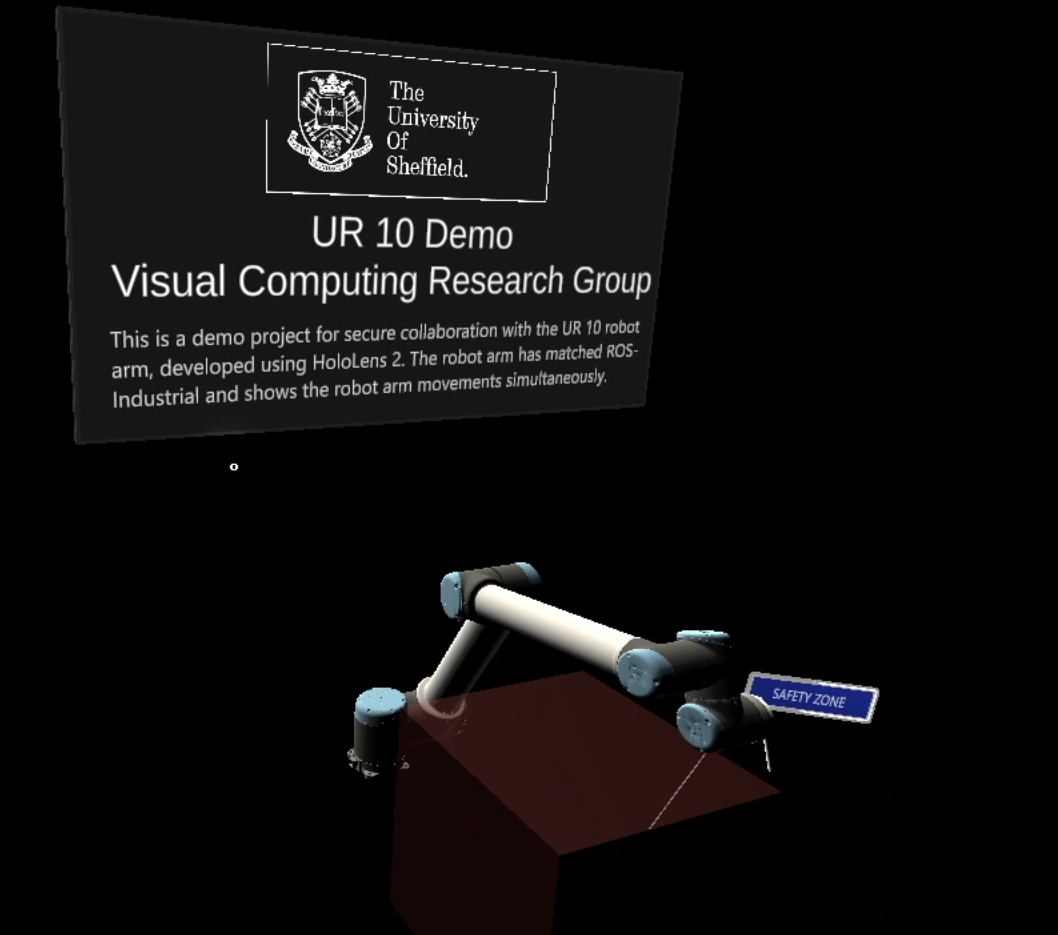 The
University
Of
Sheffield.
UR 10 Demo
Visual Computing Research Group
This is a demo project for secure collaboration with the UR 10 robot
arm, developed using HoloLens 2. The robot arm has matched ROS-
Industrial and shows the robot arm movements simultaneously.
SAFETY ZONE